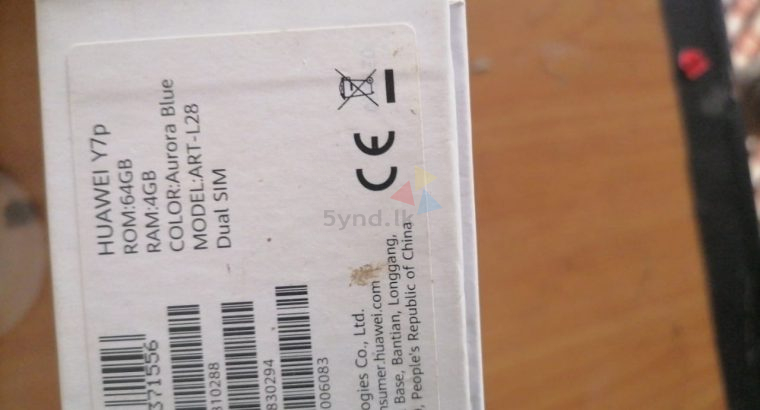 HUAWEI Y7p
ROM:64GB
RAM:4GB
COLOR:Aurora Blue
MODEL:ART-L28
Dual SIM
CE
371556
310288
830294
006083
ogies Co., Ltd.
nsumer.huawei.com
Base, Bantian, Longgang,
, People's Republic of China
5ynd.lk